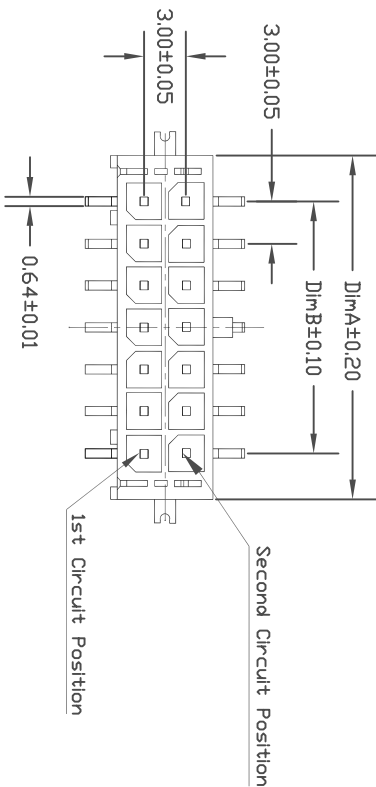 DimA±0.20
DimB±0.10
3.00±0.05
3.00±0.05
0.64±0.01
Second Circuit Position
1st Circuit Position